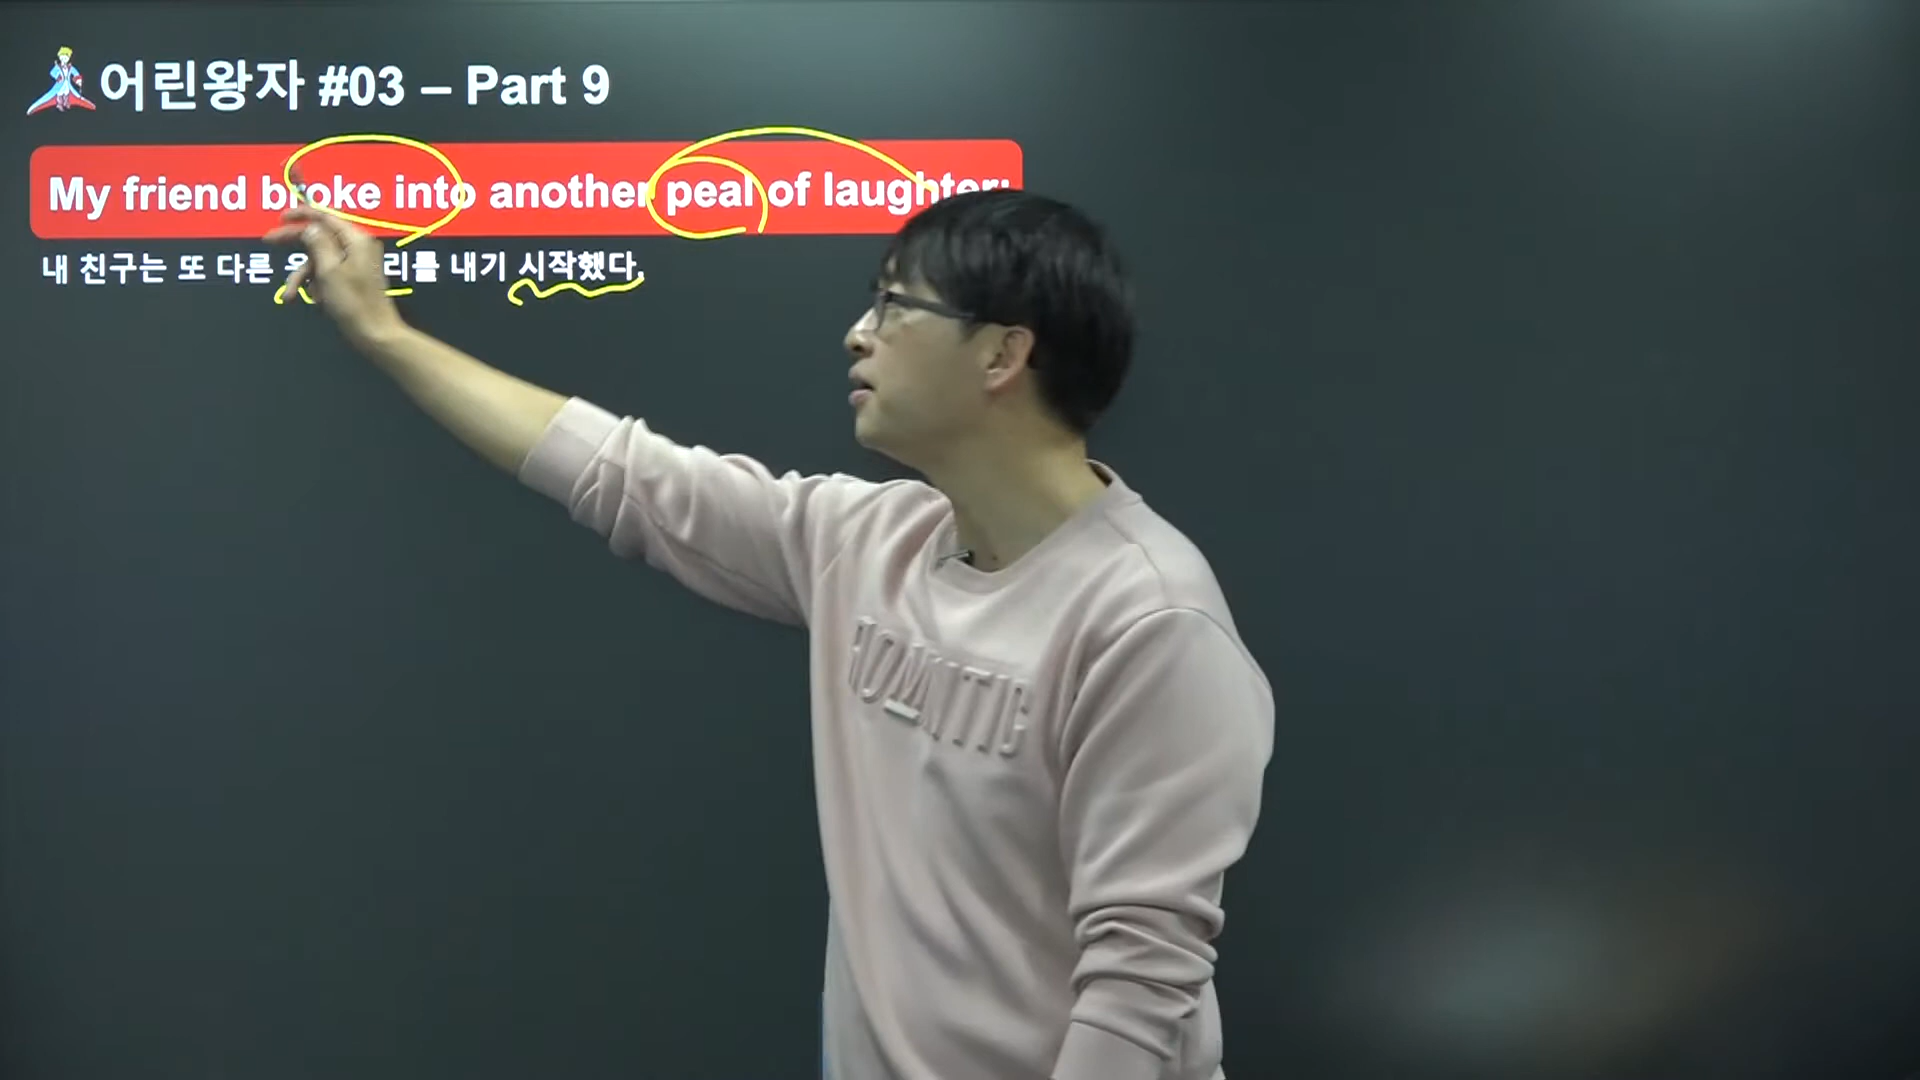 어린왕자 #03 – Part 9
My friend broke into another peal of laughter:
내 친구는 또 다른 리를 내기 시작했다.